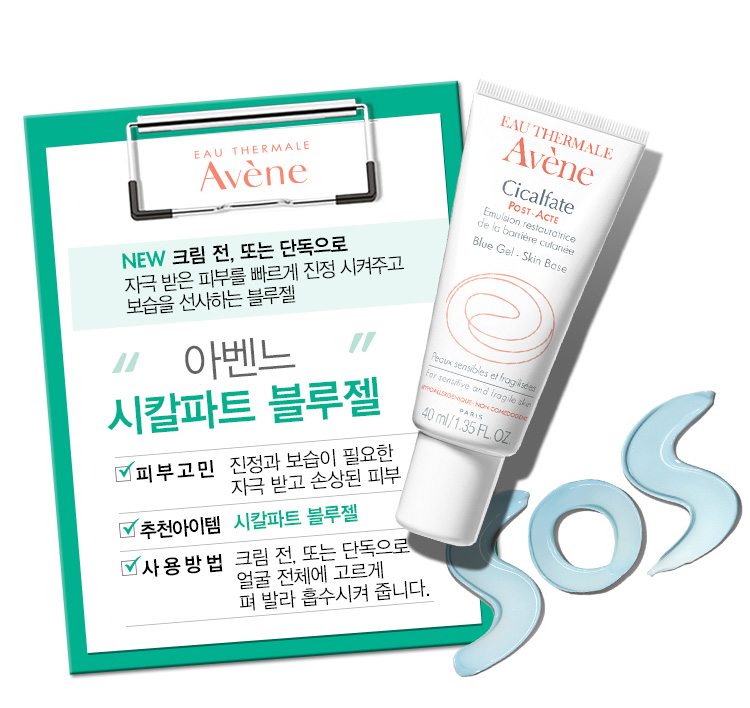 EAU THERMALE
Avène
NEW 크림 전, 또는 단독으로
자극 받은 피부를 빠르게 진정 시켜주고
보습을 선사하는 블루젤
“ 아벤느 ”
시칼파트 블루젤
피부고민 진정과 보습이 필요한
자극 받고 손상된 피부
추천아이템 시칼파트 블루젤
사용방법 크림 전, 또는 단독으로
얼굴 전체에 고르게
펴 발라 흡수시켜 줍니다.
EAU THERMALE
Avène
Cicalfate
POST-ACTE
Emulsion restauratrice
de la barrière cutanée
Blue Gel - Skin Base
Peaux sensibles et fragilisées
For sensitive and fragile skin
HYPOALLERGÉNIQUE - NON COMEDOGENIC
PARIS
40 ml/1.35 FL.OZ.
SOS